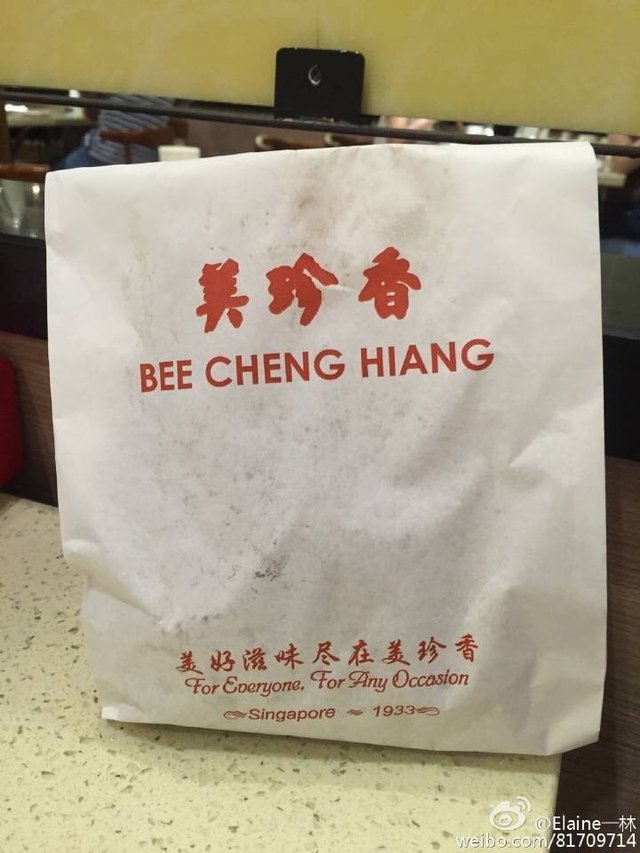 美珍香
BEE CHENG HIANG
美好滋味尽在美珍香
For Everyone, For Any Occasion
Singapore 1933
@Elaine一林
weibo.com/81709714